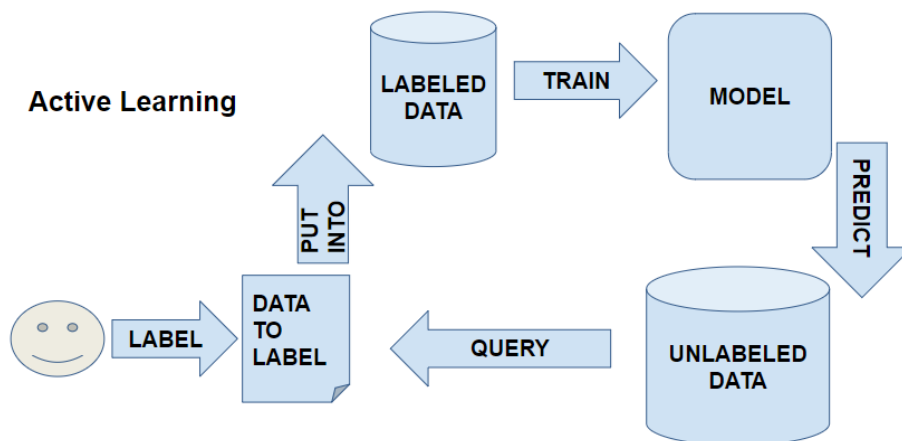 Active Learning
LABELED
DATA
TRAIN
MODEL
PREDICT
UNLABELED
DATA
QUERY
DATA
TO
LABEL
LABEL
PUT
INTO